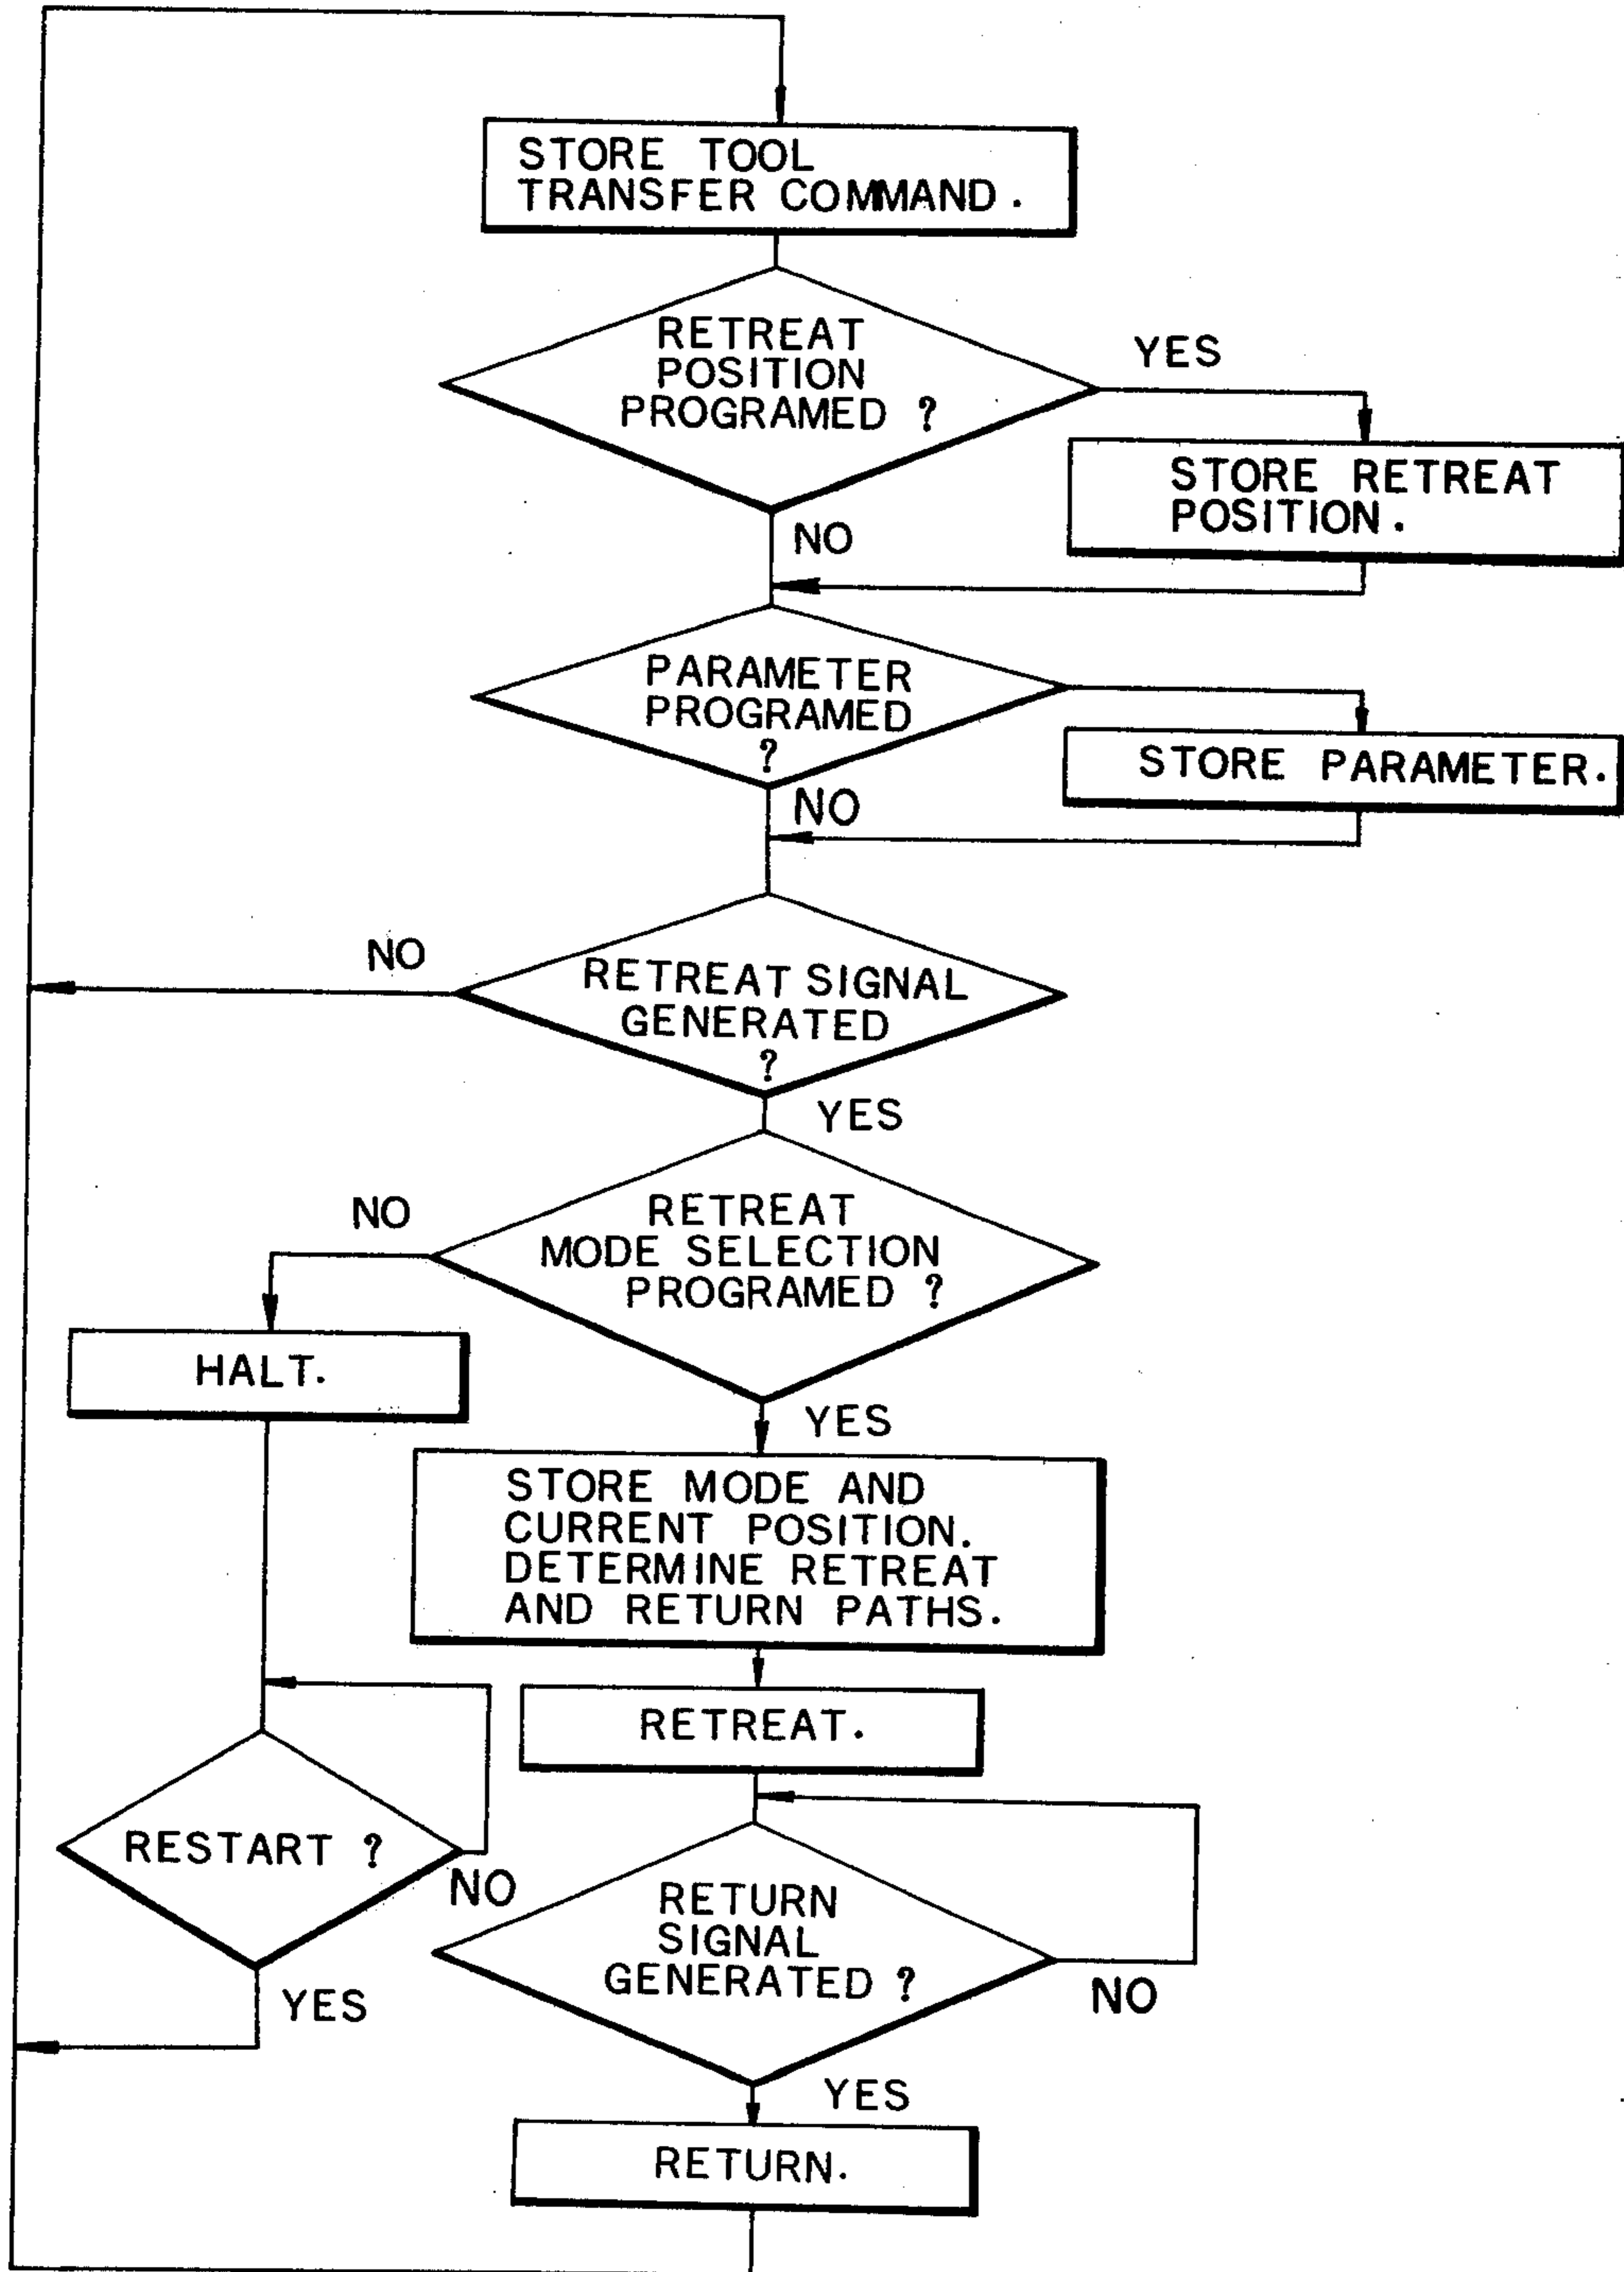 STORE TOOL
TRANSFER COMMAND.
RETREAT
POSITION
PROGRAMED ?
YES
STORE RETREAT
POSITION.
NO
PARAMETER
PROGRAMED
?
STORE PARAMETER.
NO
NO
RETREAT SIGNAL
GENERATED
?
YES
NO
RETREAT
MODE SELECTION
PROGRAMED ?
HALT.
YES
STORE MODE AND
CURRENT POSITION.
DETERMINE RETREAT
AND RETURN PATHS.
RETREAT.
RESTART ?
NO
RETURN
SIGNAL
GENERATED ?
NO
YES
YES
RETURN.